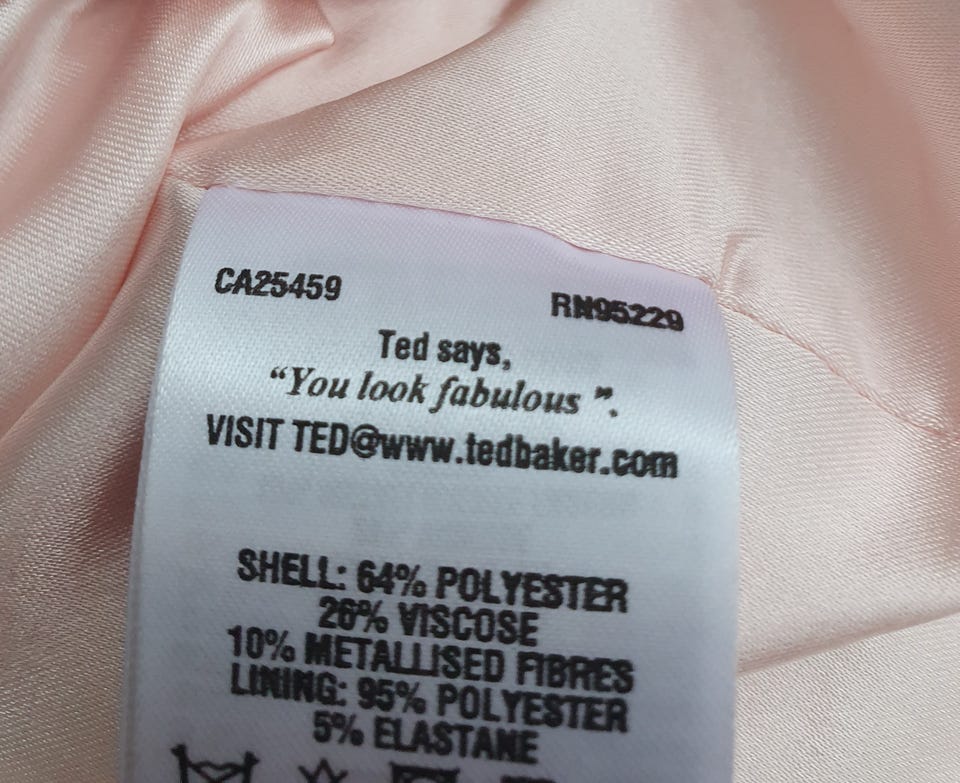 CA25459 RN95229
Ted says,
“You look fabulous ”.
VISIT TED@www.tedbaker.com
SHELL: 64% POLYESTER
26% VISCOSE
10% METALLISED FIBRES
LINING: 95% POLYESTER
5% ELASTANE